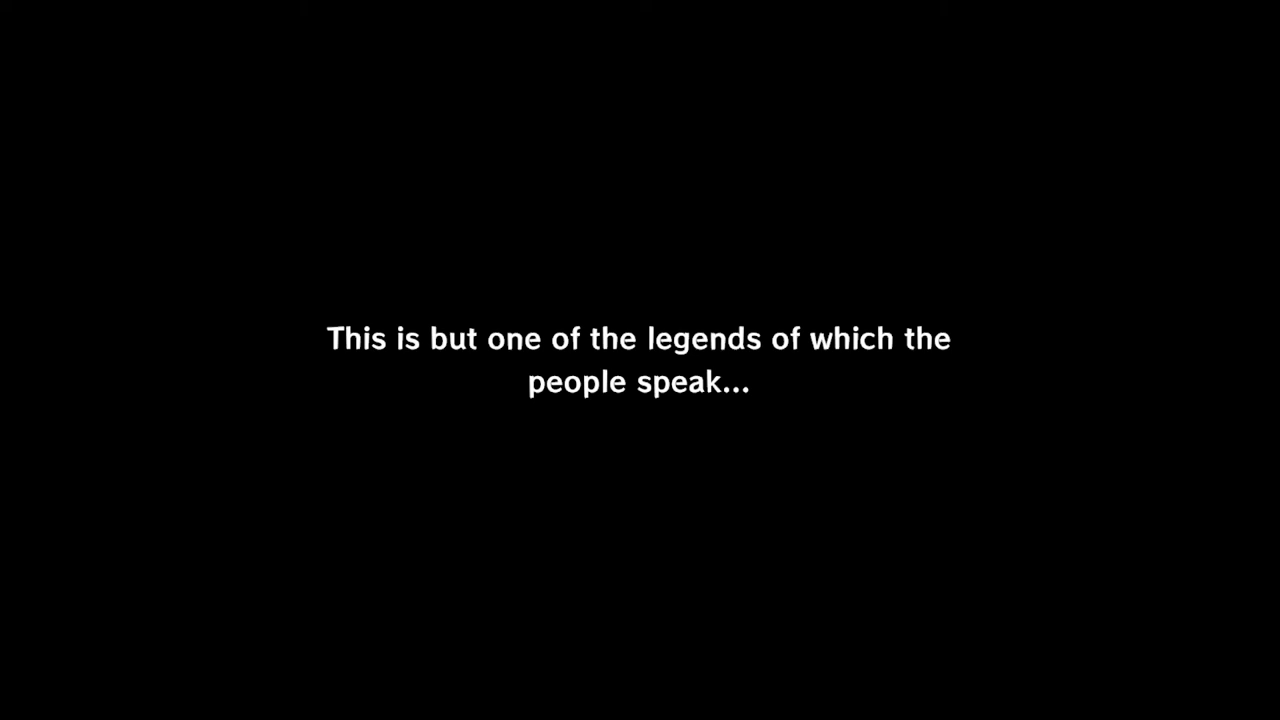 This is but one of the legends of which the
people speak...